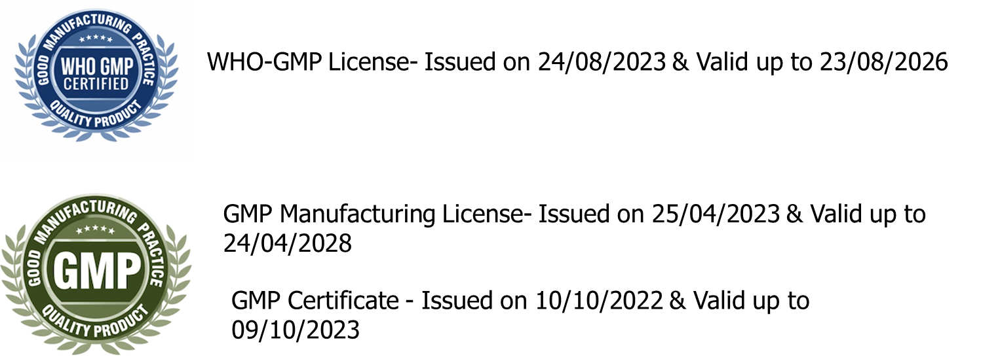 GOOD MANUFACTURING PRACTICE
WHO GMP
CERTIFIED
QUALITY PRODUCT
WHO-GMP License- Issued on 24/08/2023 & Valid up to 23/08/2026
GOOD MANUFACTURING PRACTICE
GMP
QUALITY PRODUCT
GMP Manufacturing License- Issued on 25/04/2023 & Valid up to
24/04/2028
GMP Certificate - Issued on 10/10/2022 & Valid up to
09/10/2023